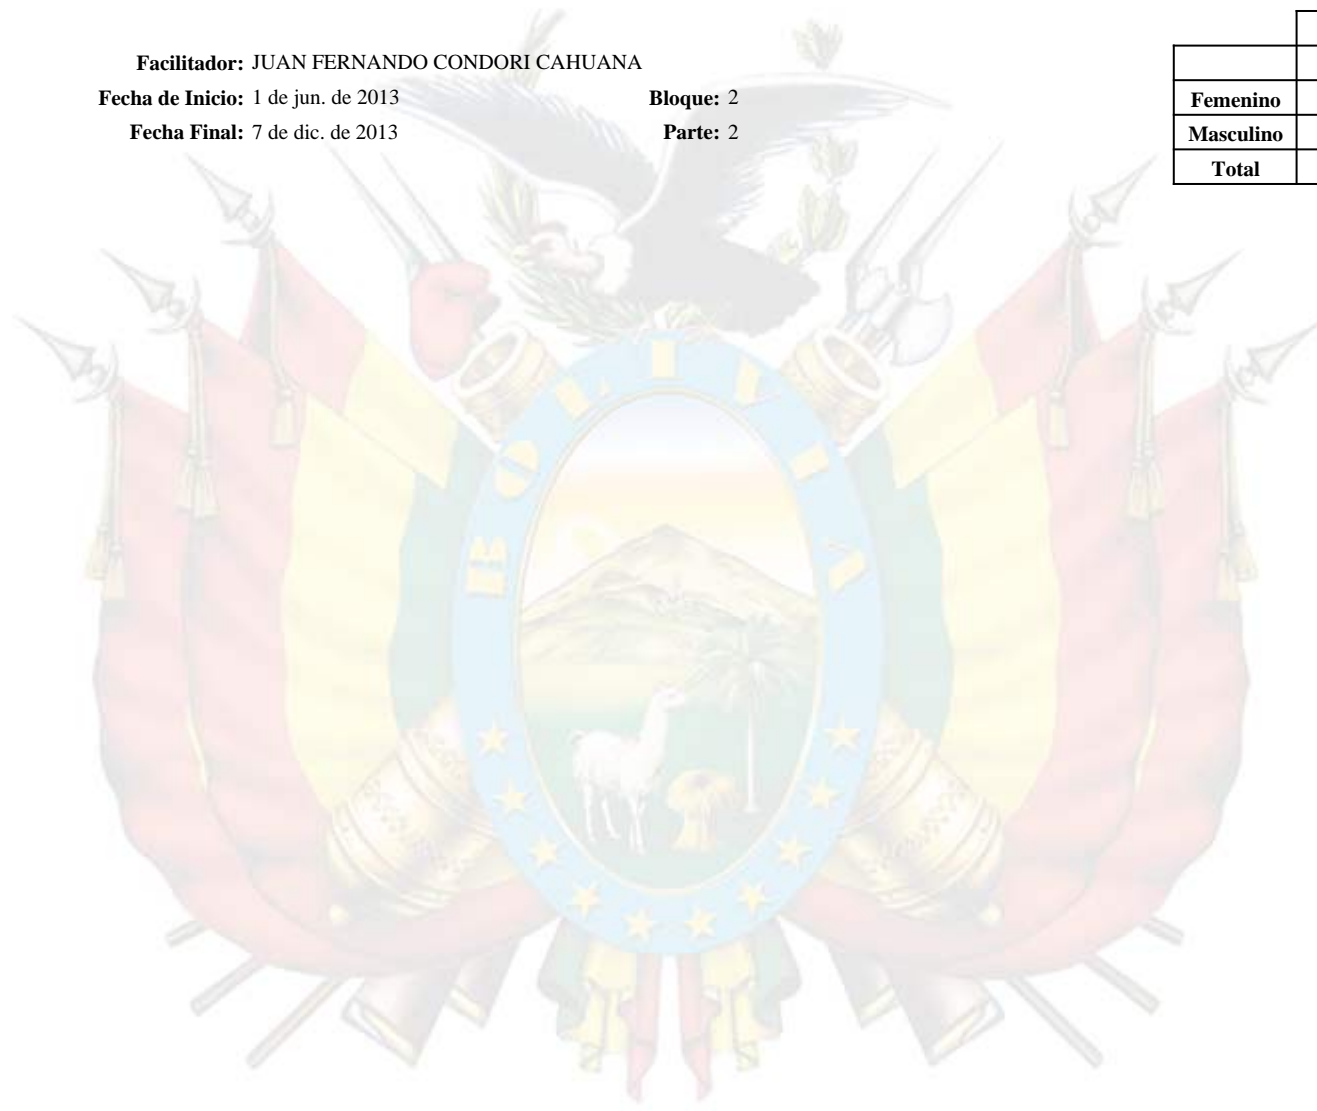 Facilitador: JUAN FERNANDO CONDORI CAHUANA
Fecha de Inicio: 1 de jun. de 2013 Bloque: 2
Fecha Final: 7 de dic. de 2013 Parte: 2
Femenino
Masculino
Total
BOLIVIA